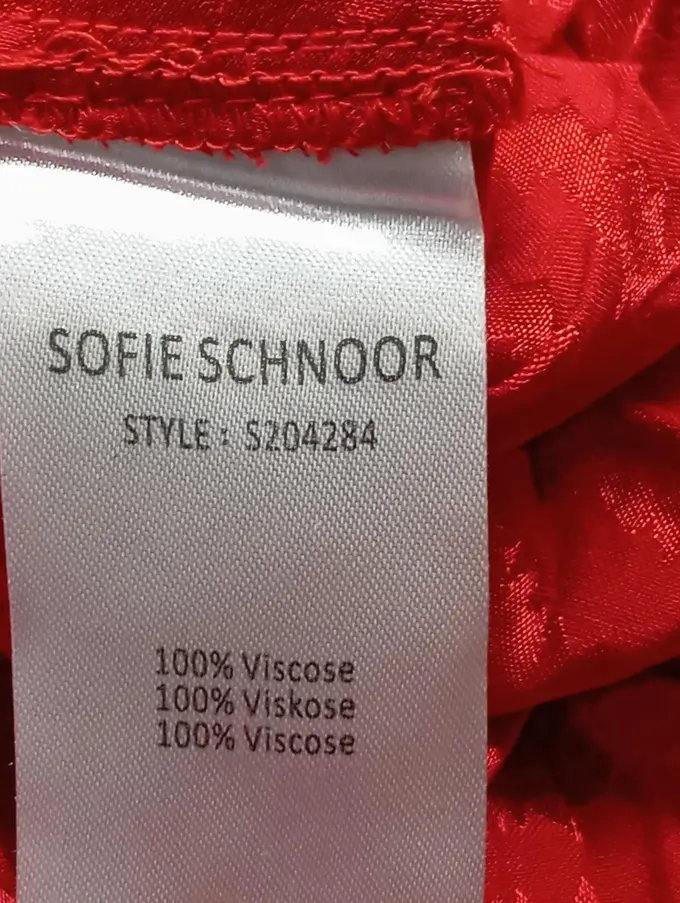 SOFIE SCHNOOR
STYLE : S204284
100% Viscose
100% Viskose
100% Viscose